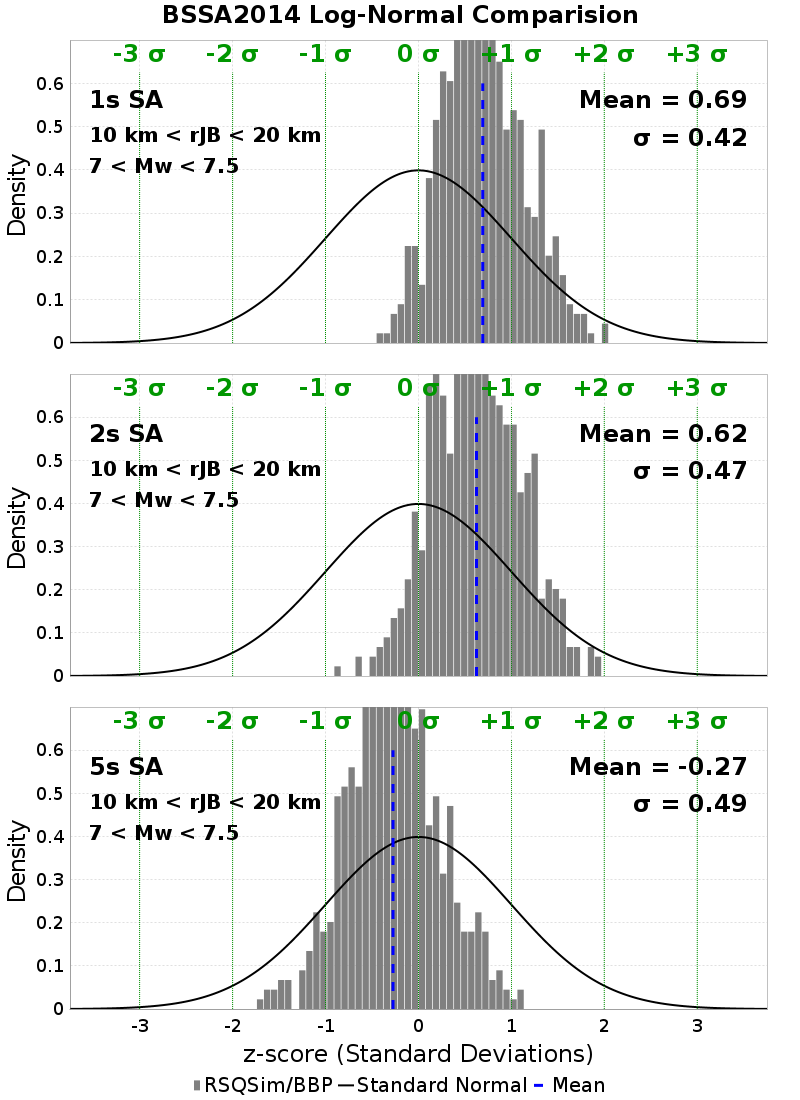 BSSA2014 Log-Normal Comparision
-3 σ -2 σ -1 σ 0 σ +1 σ +2 σ +3 σ
1s SA Mean = 0.69
10 km < rJB < 20 km σ = 0.42
7 < Mw < 7.5
Density
0.6
0.5
0.4
0.3
0.2
0.1
0
-3 σ -2 σ -1 σ 0 σ +1 σ +2 σ +3 σ
2s SA Mean = 0.62
10 km < rJB < 20 km σ = 0.47
7 < Mw < 7.5
Density
0.6
0.5
0.4
0.3
0.2
0.1
0
-3 σ -2 σ -1 σ 0 σ +1 σ +2 σ +3 σ
5s SA Mean = -0.27
10 km < rJB < 20 km σ = 0.49
7 < Mw < 7.5
Density
0.6
0.5
0.4
0.3
0.2
0.1
0
-3 -2 -1 0 1 2 3
z-score (Standard Deviations)
RSQSim/BBP Standard Normal Mean